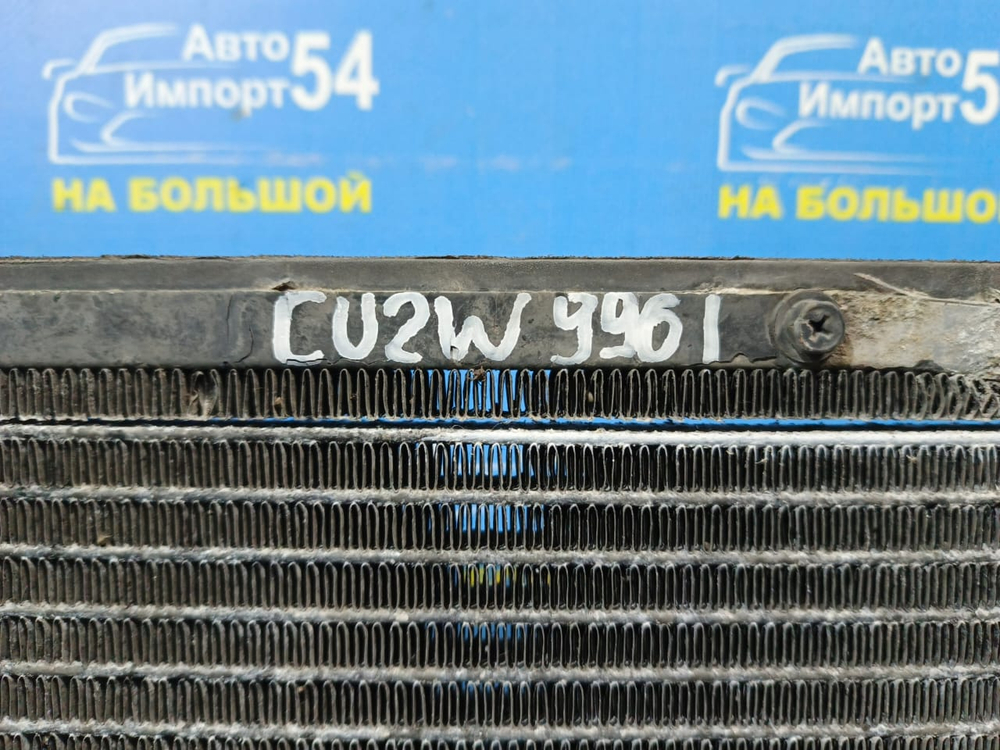 Авто
Импорт54
НА БОЛЬШОЙ
Авто
Импорт5
НА БОЛЬШО
CU2W 9961